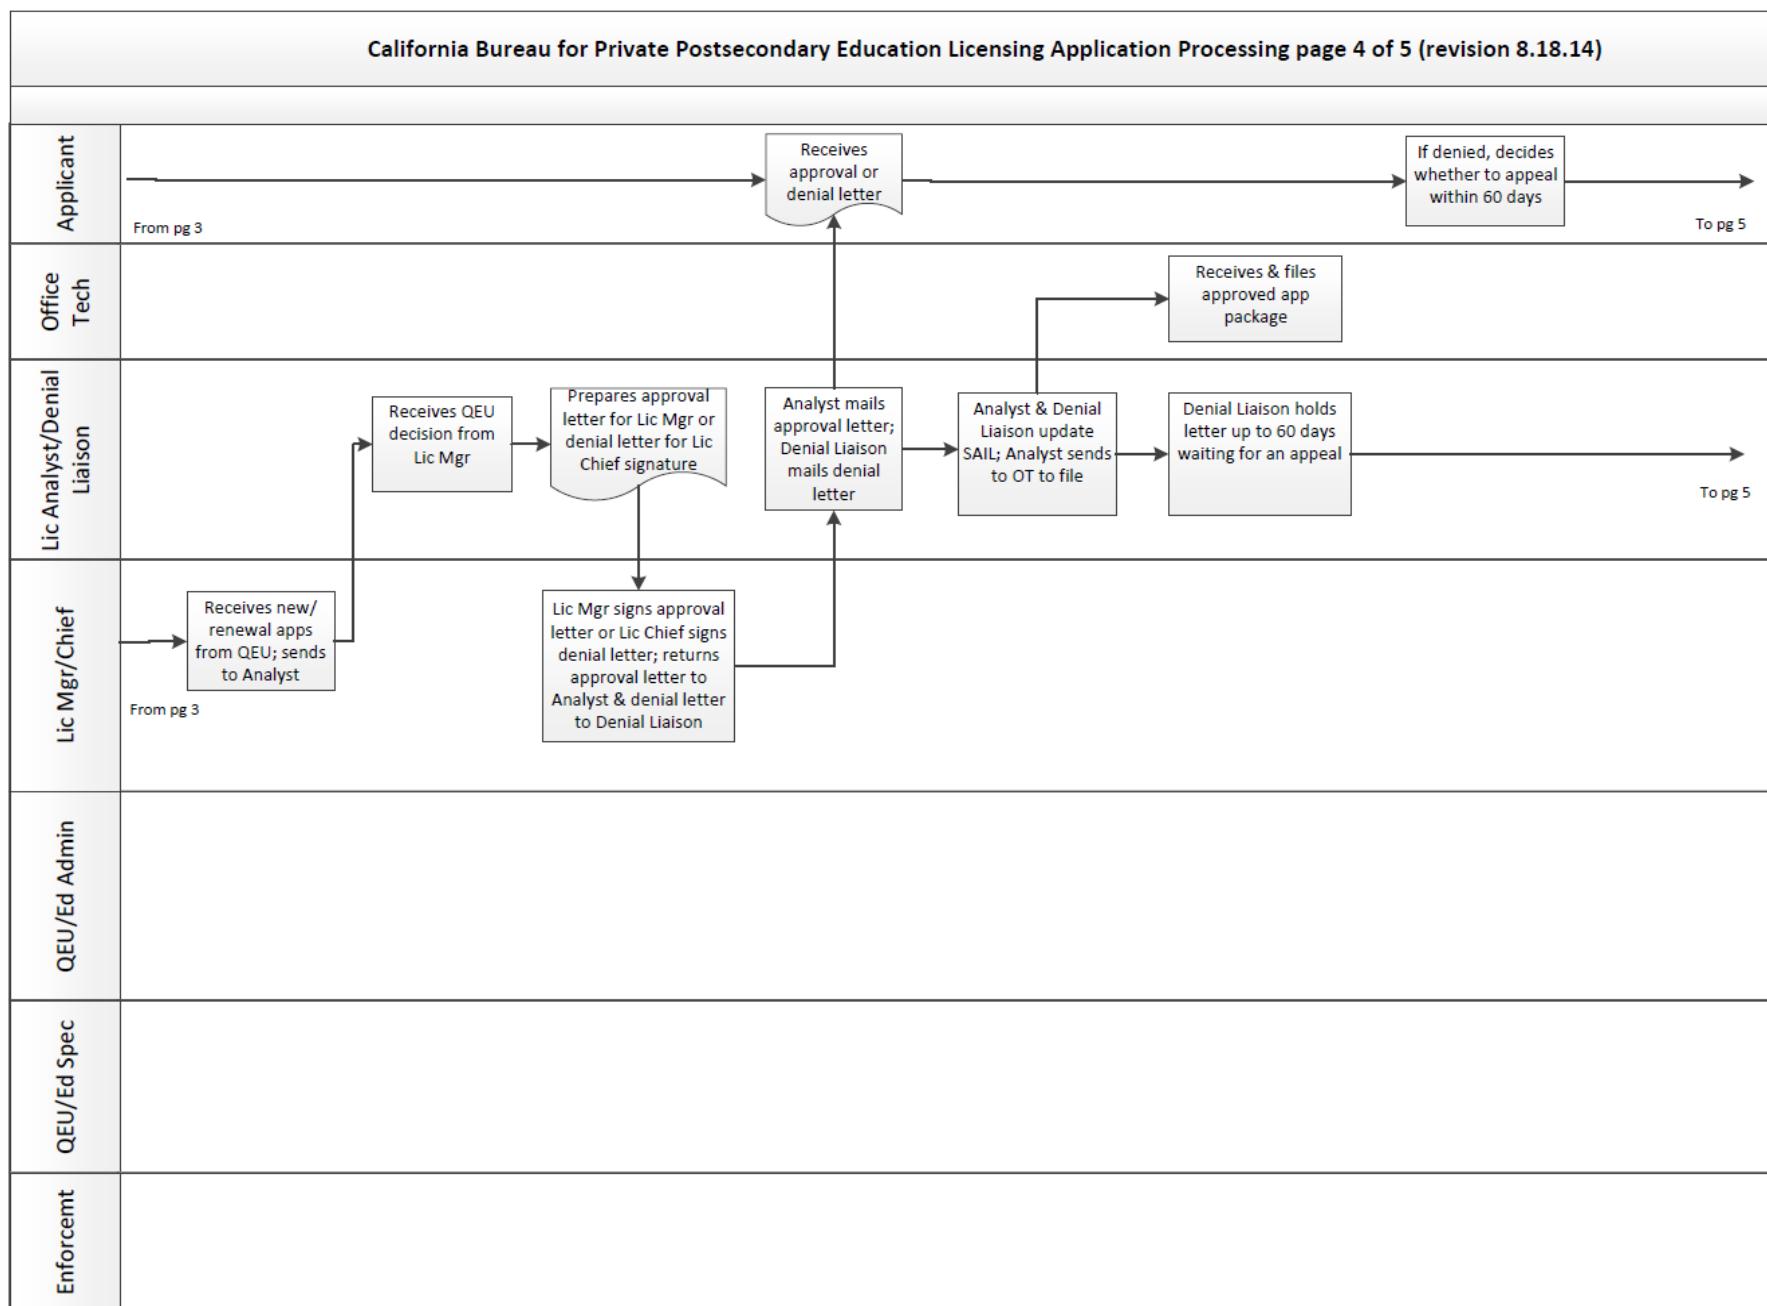 California Bureau for Private Postsecondary Education Licensing Application Processing page 4 of 5 (revision 8.18.14)
Applicant
From pg 3
Receives
approval or
denial letter
If denied, decides
whether to appeal
within 60 days
To pg 5
Office
Tech
Receives & files
approved app
package
Lic Analyst/Denial
Liaison
Receives QEU
decision from
Lic Mgr
Prepares approval
letter for Lic Mgr or
denial letter for Lic
Chief signature
Analyst mails
approval letter;
Denial Liaison
mails denial
letter
Analyst & Denial
Liaison update
SAIL; Analyst sends
to OT to file
Denial Liaison holds
letter up to 60 days
waiting for an appeal
To pg 5
Lic Mgr/Chief
Receives new/
renewal apps
from QEU; sends
to Analyst
From pg 3
Lic Mgr signs approval
letter or Lic Chief signs
denial letter; returns
approval letter to
Analyst & denial letter
to Denial Liaison
QEU/Ed Admin
QEU/Ed Spec
Enforcemt